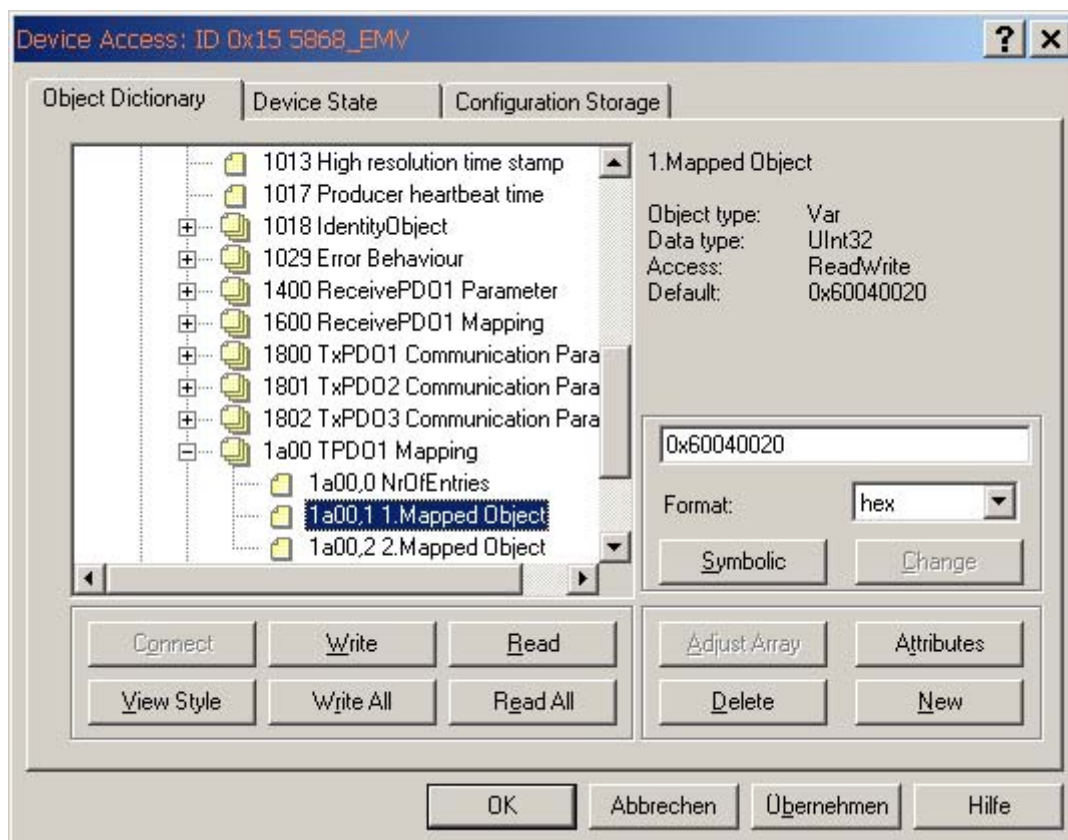 Device Access: ID 0x15 5868_EMV
Object Dictionary
Device State
Configuration Storage
1013 High resolution time stamp
1017 Producer heartbeat time
1018 IdentityObject
1029 Error Behaviour
1400 ReceivePDO1 Parameter
1600 ReceivePDO1 Mapping
1800 TxPDO1 Communication Para
1801 TxPDO2 Communication Para
1802 TxPDO3 Communication Para
1a00 TPDO1 Mapping
1a00,0 NrOfEntries
1a00,1 1.Mapped Object
1a00,2 2.Mapped Object
1.Mapped Object
Object type: Var
Data type: UInt32
Access: ReadWrite
Default: 0x60040020
0x60040020
Format: hex
Symbolic
Change
Connect
Write
Read
View Style
Write All
Read All
Adjust Array
Attributes
Delete
New
OK
Abbrechen
Übernehmen
Hilfe